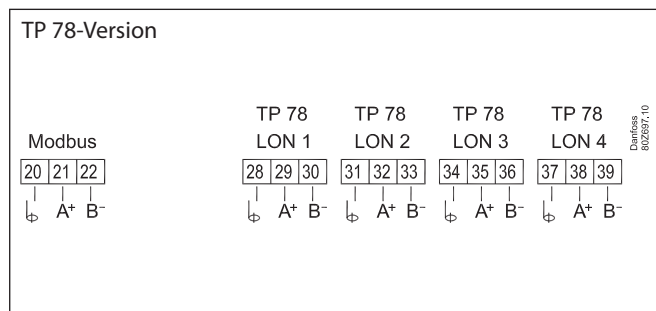 TP 78-Version
TP 78 TP 78 TP 78 TP 78
Modbus LON 1 LON 2 LON 3 LON 4
20 21 22 28 29 30 31 32 33 34 35 36 37 38 39
A+ B- A+ B- A+ B- A+ B- A+ B-
Danfoss
80Z697.10